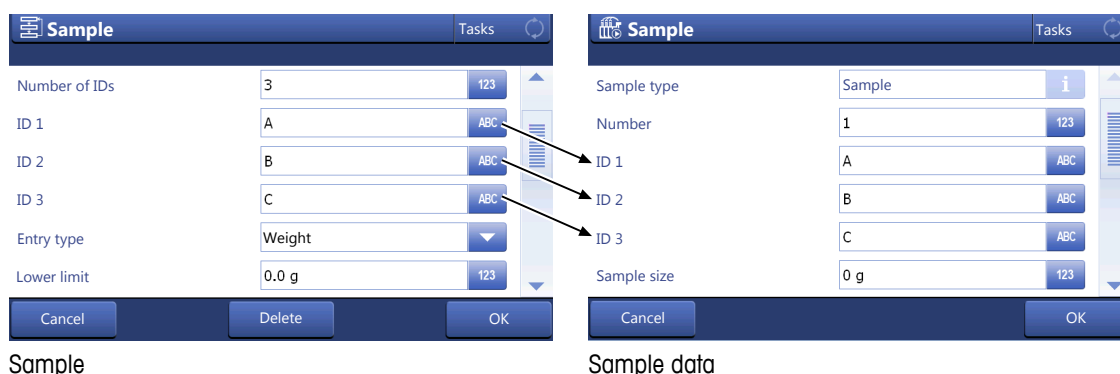 Sample
Tasks
Number of IDs
3
123
ID 1
A
ABC
ID 2
B
ABC
ID 3
C
ABC
Entry type
Weight
Lower limit
0.0 g
123
Cancel
Delete
OK
Sample
Sample
Tasks
Sample type
Sample
i
Number
1
123
ID 1
A
ABC
ID 2
B
ABC
ID 3
C
ABC
Sample size
0 g
123
Cancel
OK
Sample data